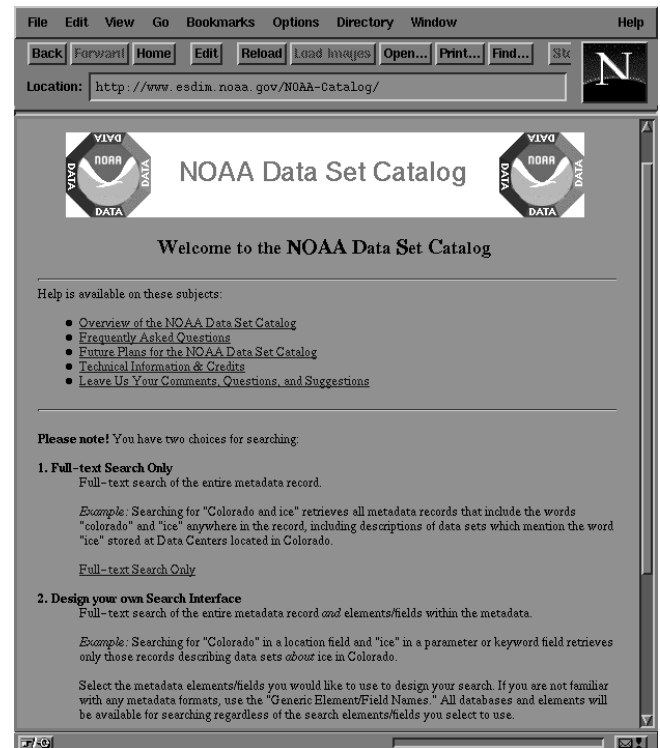 File Edit View Go Bookmarks Options Directory Window Help
Back Forward Home Edit Reload Load Images Open... Print... Find...
N
Location: http://www.esdim.noaa.gov/NOAA-Catalog/
DATA NOAA DATA DATA DATA
NOAA Data Set Catalog
DATA NOAA DATA DATA DATA
Welcome to the NOAA Data Set Catalog
Help is available on these subjects:
● Overview of the NOAA Data Set Catalog
● Frequently Asked Questions
● Future Plans for the NOAA Data Set Catalog
● Technical Information & Credits
● Leave Us Your Comments, Questions, and Suggestions
Please note! You have two choices for searching:
1. Full-text Search Only
Full-text search of the entire metadata record.
Example: Searching for "Colorado and ice" retrieves all metadata records that include the words
"colorado" and "ice" anywhere in the record, including descriptions of data sets which mention the word
"ice" stored at Data Centers located in Colorado.
Full-text Search Only
2. Design your own Search Interface
Full-text search of the entire metadata record and elements/fields within the metadata.
Example: Searching for "Colorado" in a location field and "ice" in a parameter or keyword field retrieves
only those records describing data sets about ice in Colorado.
Select the metadata elements/fields you would like to use to design your search. If you are not familiar
with any metadata formats, use the "Generic Element/Field Names." All databases and elements will
be available for searching regardless of the search elements/fields you select to use.